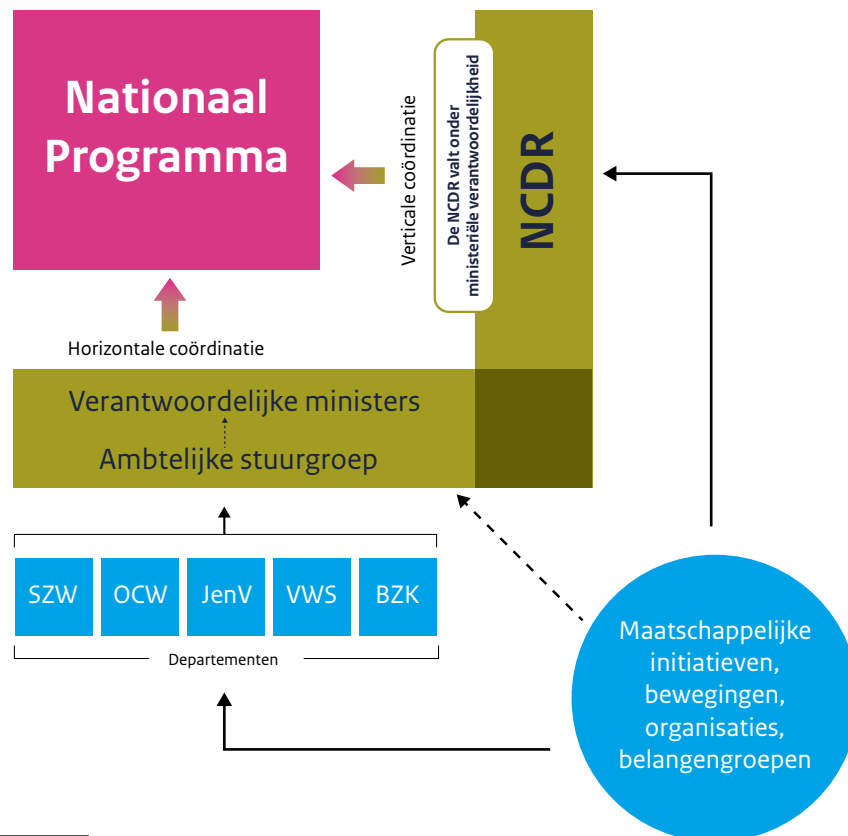 Nationaal
Programma
Verticale coördinatie
De NCDR valt onder
ministeriële verantwoordelijkheid
NCDR
Horizontale coördinatie
Verantwoordelijke ministers
Ambtelijke stuurgroep
SZW
OCW
JenV
VWS
BZK
Departementen
Maatschappelijke
initiatieven,
bewegingen,
organisaties,
belangengroepen